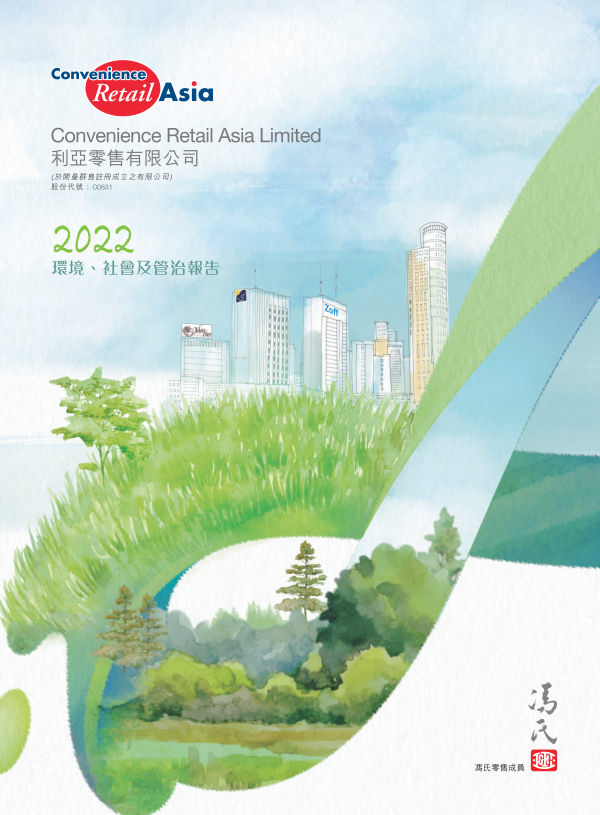 Convenience
Retail Asia
Convenience Retail Asia Limited
利亞零售有限公司
(於開曼群島註冊成立之有限公司)
股份代號：00831
2022
環境、社會及管治報告
Zoff
馮氏
馮氏零售成員